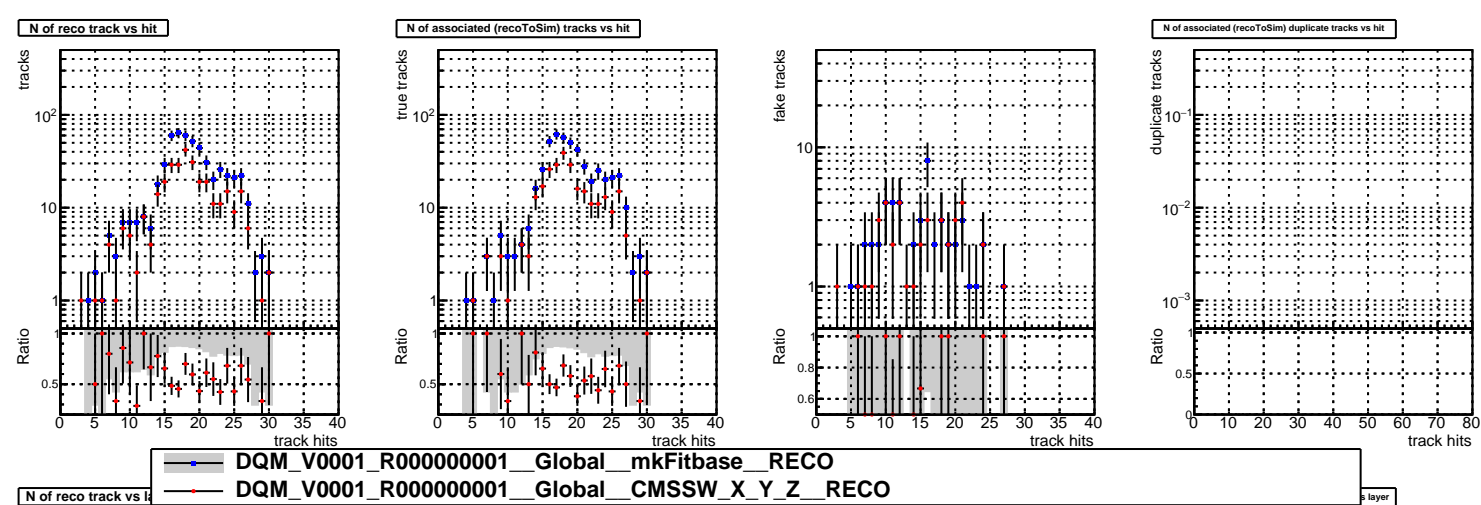 N of reco track vs hit
N of associated (recoToSim) tracks vs hit
N of associated (recoToSim) duplicate tracks vs hit
tracks
10²
10
1
Ratio
1
0.5
0 5 10 15 20 25 30 35 40
track hits
true tracks
10²
10
1
Ratio
1
0.5
0 5 10 15 20 25 30 35 40
track hits
fake tracks
10
1
Ratio
1
0.8
0.6
0 5 10 15 20 25 30 35 40
track hits
duplicate tracks
10⁻¹
10⁻²
10⁻³
Ratio
1
0.5
0
0 10 20 30 40 50 60 70 80
track hits
DQM_V0001_R000000001__Global__mkFitbase__RECO
DQM_V0001_R000000001__Global__CMSSW_X_Y_Z__RECO
N of reco track vs la
s layer